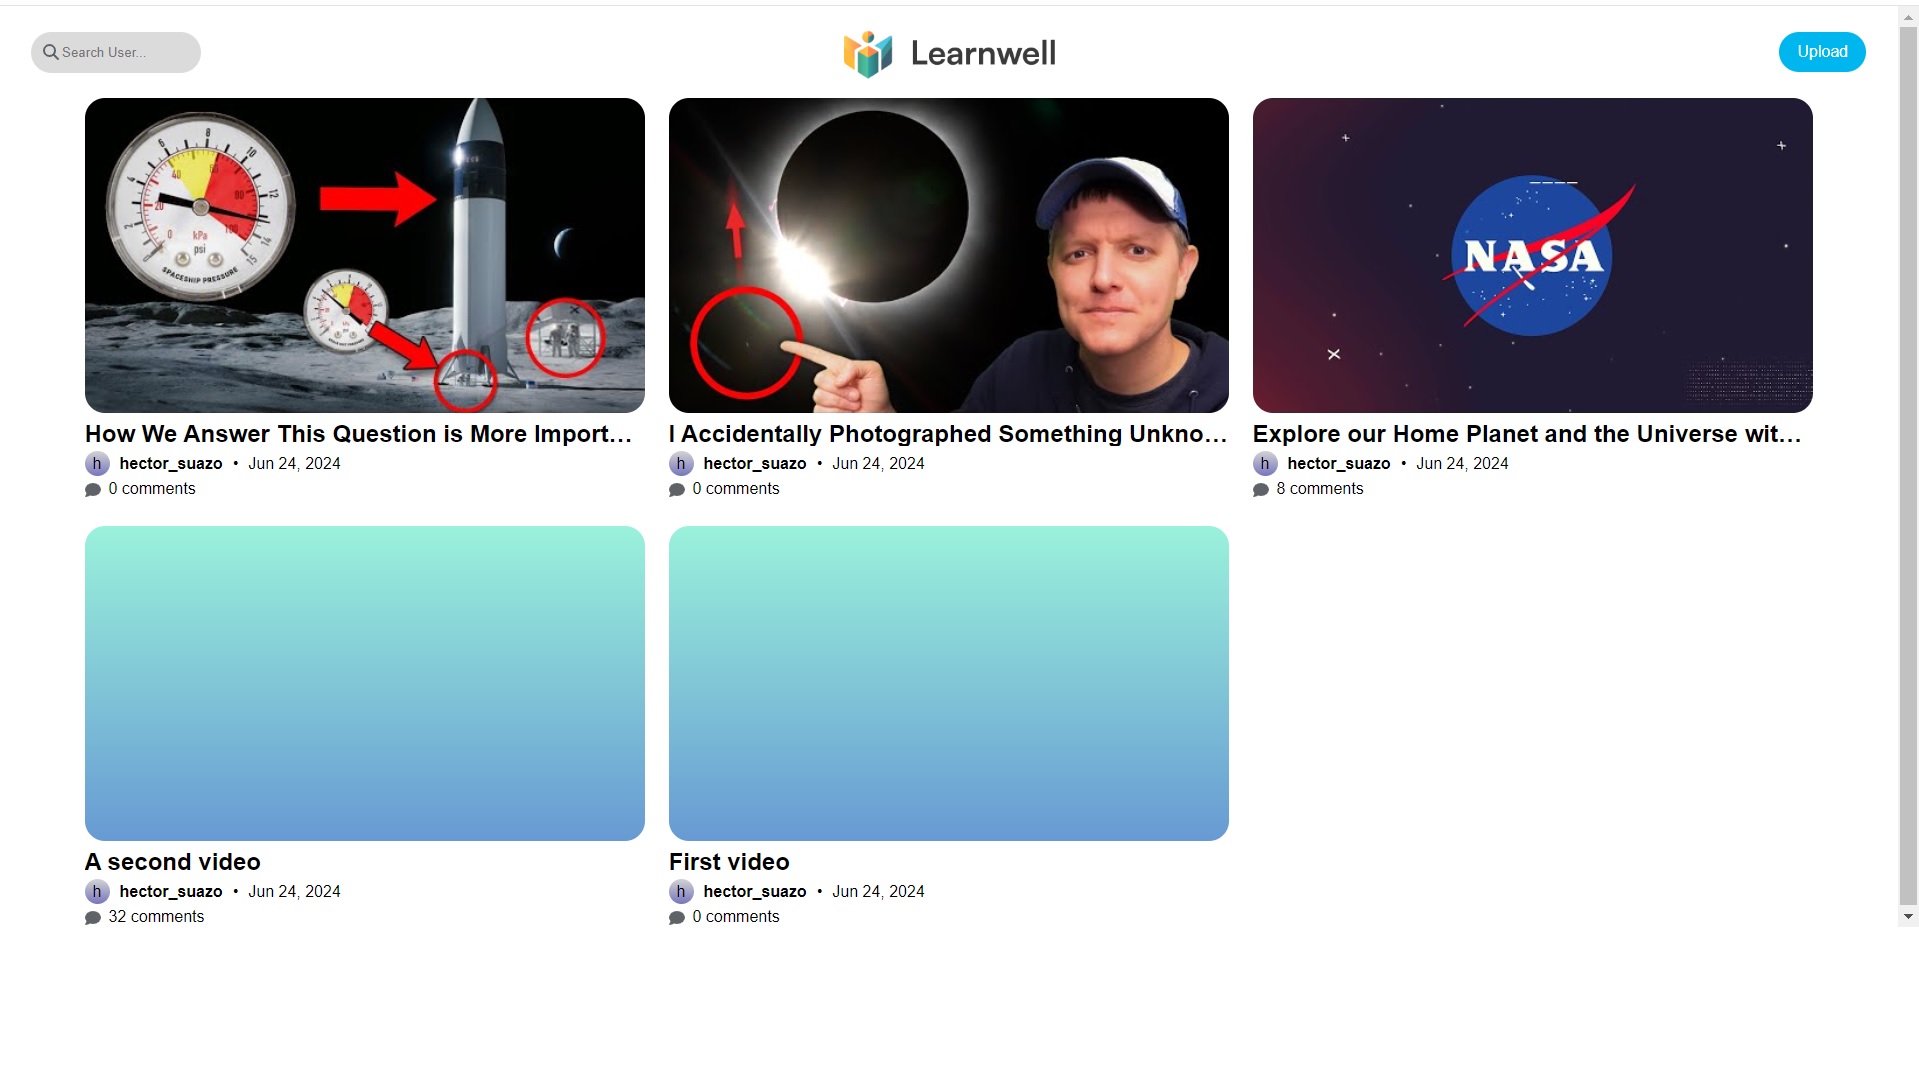 Search User...
Learnwell
Upload
SPACESHIP PRESSURE
kPa
psi
NASA
How We Answer This Question is More Import...
I Accidentally Photographed Something Unkno...
Explore our Home Planet and the Universe wit...
h hector_suazo • Jun 24, 2024
h hector_suazo • Jun 24, 2024
h hector_suazo • Jun 24, 2024
0 comments
0 comments
8 comments
A second video
First video
h hector_suazo • Jun 24, 2024
h hector_suazo • Jun 24, 2024
32 comments
0 comments